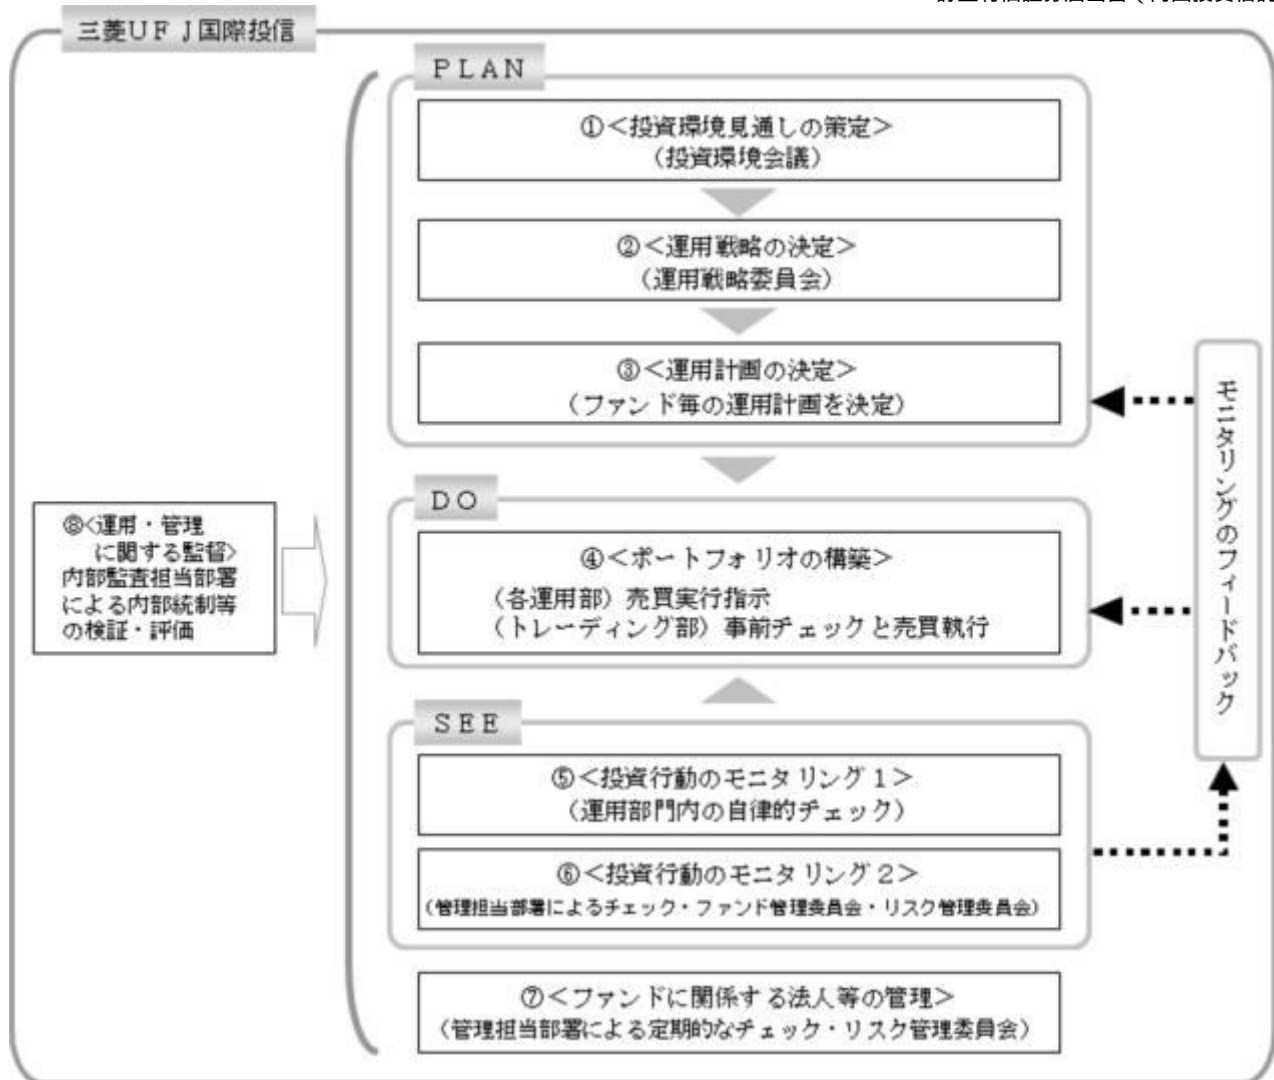 三菱ＵＦＪ国際投信
ＰＬＡＮ
①＜投資環境見通しの策定＞
（投資環境会議）
②＜運用戦略の決定＞
（運用戦略委員会）
③＜運用計画の決定＞
（ファンド毎の運用計画を決定）
ＤＯ
④＜ポートフォリオの構築＞
（各運用部）売買実行指示
（トレーディング部）事前チェックと売買執行
ＳＥＥ
⑤＜投資行動のモニタリング１＞
（運用部門内の自律的チェック）
⑥＜投資行動のモニタリング２＞
（管理担当部署によるチェック・ファンド管理委員会・リスク管理委員会）
⑦＜ファンドに関係する法人等の管理＞
（管理担当部署による定期的なチェック・リスク管理委員会）
⑧＜運用・管理
に関する監督＞
内部監査担当部署
による内部統制等
の検証・評価
モニタリングのフィードバック